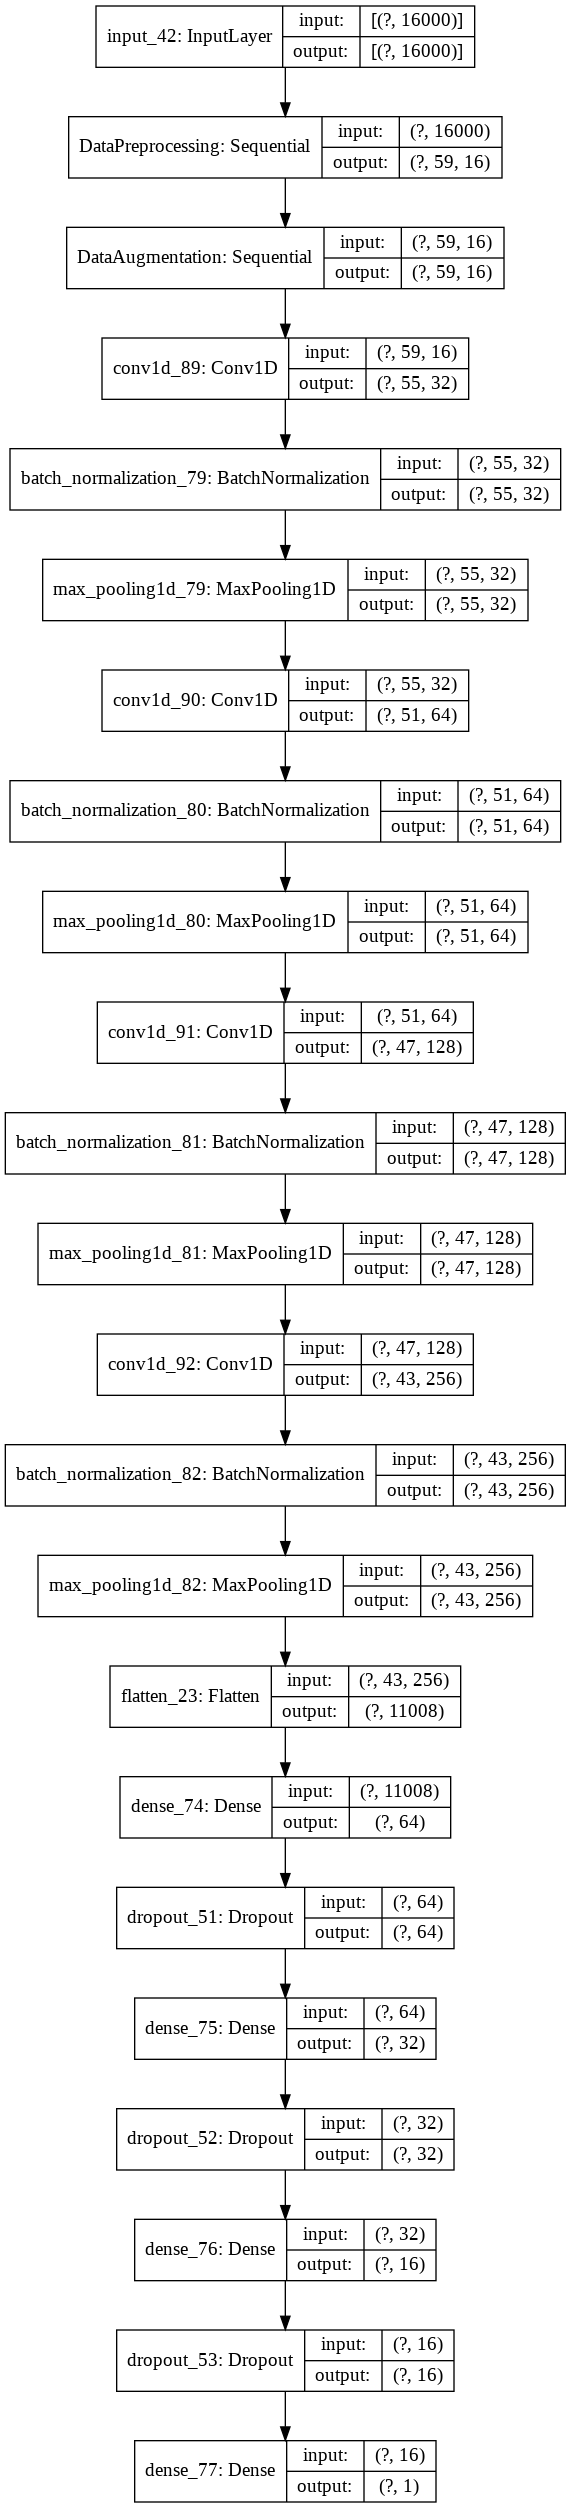 input_42: InputLayer
input: [(?, 16000)]
output: [(?, 16000)]
DataPreprocessing: Sequential
input: (?, 16000)
output: (?, 59, 16)
DataAugmentation: Sequential
input: (?, 59, 16)
output: (?, 59, 16)
conv1d_89: Conv1D
input: (?, 59, 16)
output: (?, 55, 32)
batch_normalization_79: BatchNormalization
input: (?, 55, 32)
output: (?, 55, 32)
max_pooling1d_79: MaxPooling1D
input: (?, 55, 32)
output: (?, 55, 32)
conv1d_90: Conv1D
input: (?, 55, 32)
output: (?, 51, 64)
batch_normalization_80: BatchNormalization
input: (?, 51, 64)
output: (?, 51, 64)
max_pooling1d_80: MaxPooling1D
input: (?, 51, 64)
output: (?, 51, 64)
conv1d_91: Conv1D
input: (?, 51, 64)
output: (?, 47, 128)
batch_normalization_81: BatchNormalization
input: (?, 47, 128)
output: (?, 47, 128)
max_pooling1d_81: MaxPooling1D
input: (?, 47, 128)
output: (?, 47, 128)
conv1d_92: Conv1D
input: (?, 47, 128)
output: (?, 43, 256)
batch_normalization_82: BatchNormalization
input: (?, 43, 256)
output: (?, 43, 256)
max_pooling1d_82: MaxPooling1D
input: (?, 43, 256)
output: (?, 43, 256)
flatten_23: Flatten
input: (?, 43, 256)
output: (?, 11008)
dense_74: Dense
input: (?, 11008)
output: (?, 64)
dropout_51: Dropout
input: (?, 64)
output: (?, 64)
dense_75: Dense
input: (?, 64)
output: (?, 32)
dropout_52: Dropout
input: (?, 32)
output: (?, 32)
dense_76: Dense
input: (?, 32)
output: (?, 16)
dropout_53: Dropout
input: (?, 16)
output: (?, 16)
dense_77: Dense
input: (?, 16)
output: (?, 1)